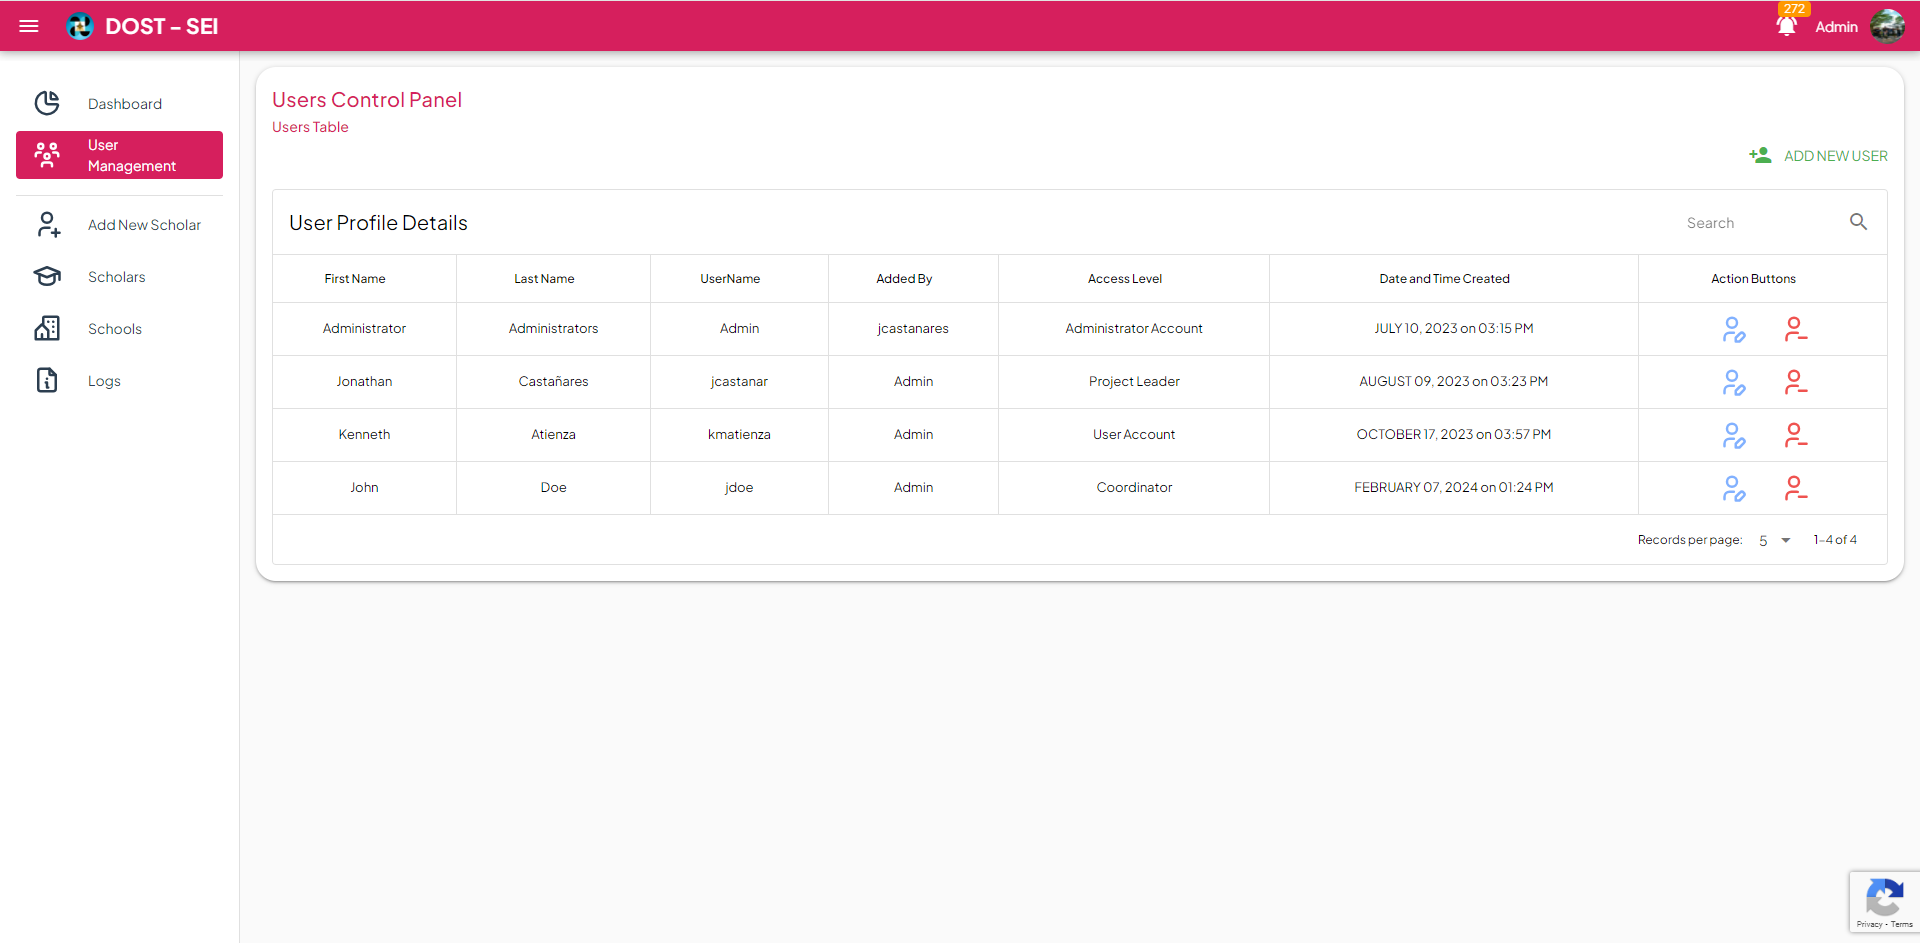 DOST – SEI
272
Admin
Dashboard
User
Management
Add New Scholar
Scholars
Schools
Logs
Users Control Panel
Users Table
ADD NEW USER
User Profile Details
Search
First Name Last Name UserName Added By Access Level Date and Time Created Action Buttons
Administrator Administrators Admin jcastanares Administrator Account JULY 10, 2023 on 03:15 PM
Jonathan Castañares jcastanar Admin Project Leader AUGUST 09, 2023 on 03:23 PM
Kenneth Atienza kmatienza Admin User Account OCTOBER 17, 2023 on 03:57 PM
John Doe jdoe Admin Coordinator FEBRUARY 07, 2024 on 01:24 PM
Records per page: 5 1–4 of 4
Privacy - Terms